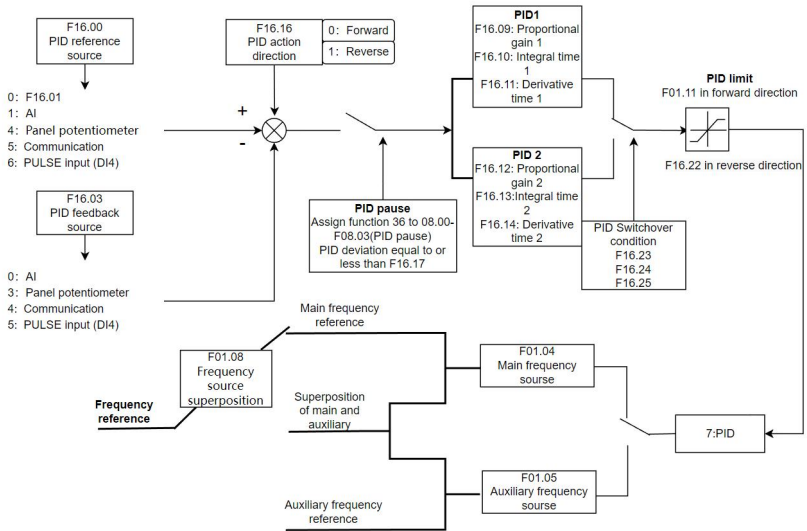 F16.00
PID reference
source
0: F16.01
1: AI
4: Panel potentiometer
5: Communication
6: PULSE input (DI4)
F16.03
PID feedback
source
0: AI
3: Panel potentiometer
4: Communication
5: PULSE input (DI4)
F16.16
PID action
direction
0: Forward
1: Reverse
+
-
PID pause
Assign function 36 to 08.00-
F08.03(PID pause)
PID deviation equal to or
less than F16.17
PID1
F16.09: Proportional
gain 1
F16.10: Integral time
1
F16.11: Derivative
time 1
PID 2
F16.12: Proportional
gain 2
F16.13:Integral time
2
F16.14: Derivative
time 2
PID Switchover
condition
F16.23
F16.24
F16.25
PID limit
F01.11 in forward direction
F16.22 in reverse direction
Main frequency
reference
F01.08
Frequency
source
superposition
Frequency
reference
Superposition
of main and
auxiliary
Auxiliary frequency
reference
F01.04
Main frequency
sourse
F01.05
Auxiliary frequency
sourse
7:PID